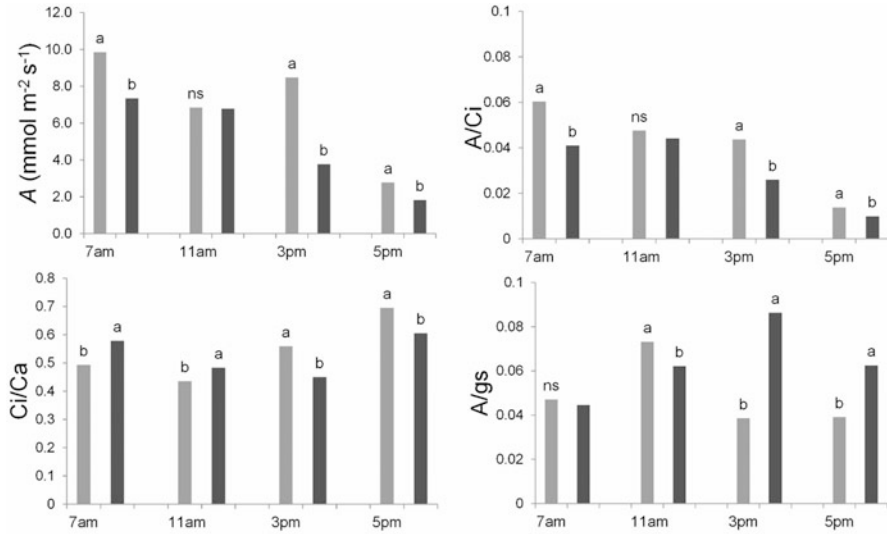 A (mmol m-2 s-1)
12.0
10.0
8.0
6.0
4.0
2.0
0.0
a
b
ns
a
b
a
b
7am
11am
3pm
5pm
A/Ci
0.1
0.08
0.06
0.04
0.02
0
a
b
ns
a
b
a
b
7am
11am
3pm
5pm
Ci/Ca
0.8
0.7
0.6
0.5
0.4
0.3
0.2
0.1
0
b
a
b
a
a
b
a
b
7am
11am
3pm
5pm
A/gs
0.1
0.08
0.06
0.04
0.02
0
ns
a
b
b
a
b
a
7am
11am
3pm
5pm